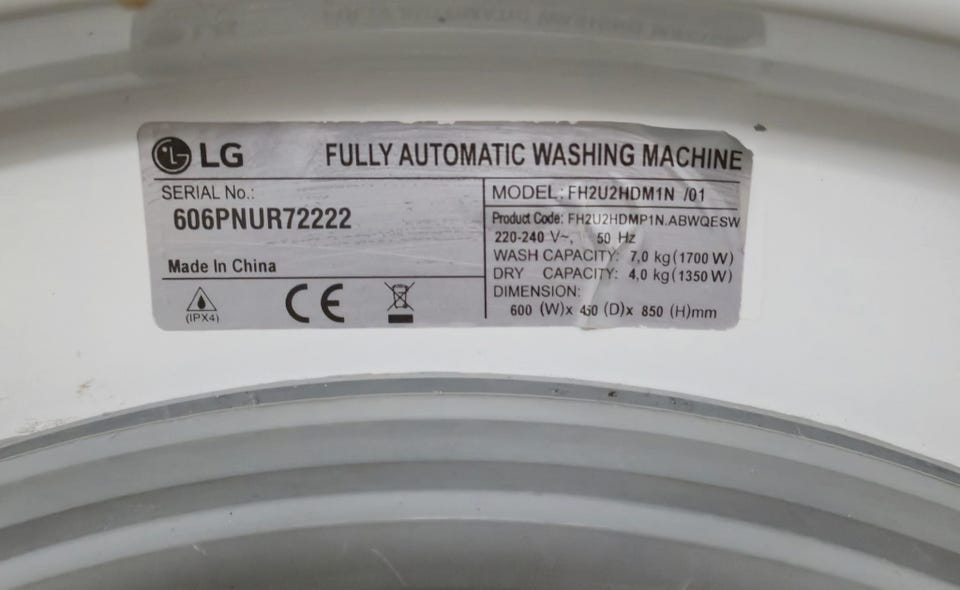 LG FULLY AUTOMATIC WASHING MACHINE
SERIAL No.:
606PNUR72222
Made In China
(IPX4)
CE
MODEL : FH2U2HDM1N /01
Product Code: FH2U2HDMP1N.ABWQESW
220-240 V~, 50 Hz
WASH CAPACITY: 7,0 kg(1700 W)
DRY CAPACITY: 4,0 kg(1350 W)
DIMENSION:
600 (W)x 450 (D)x 850 (H)mm